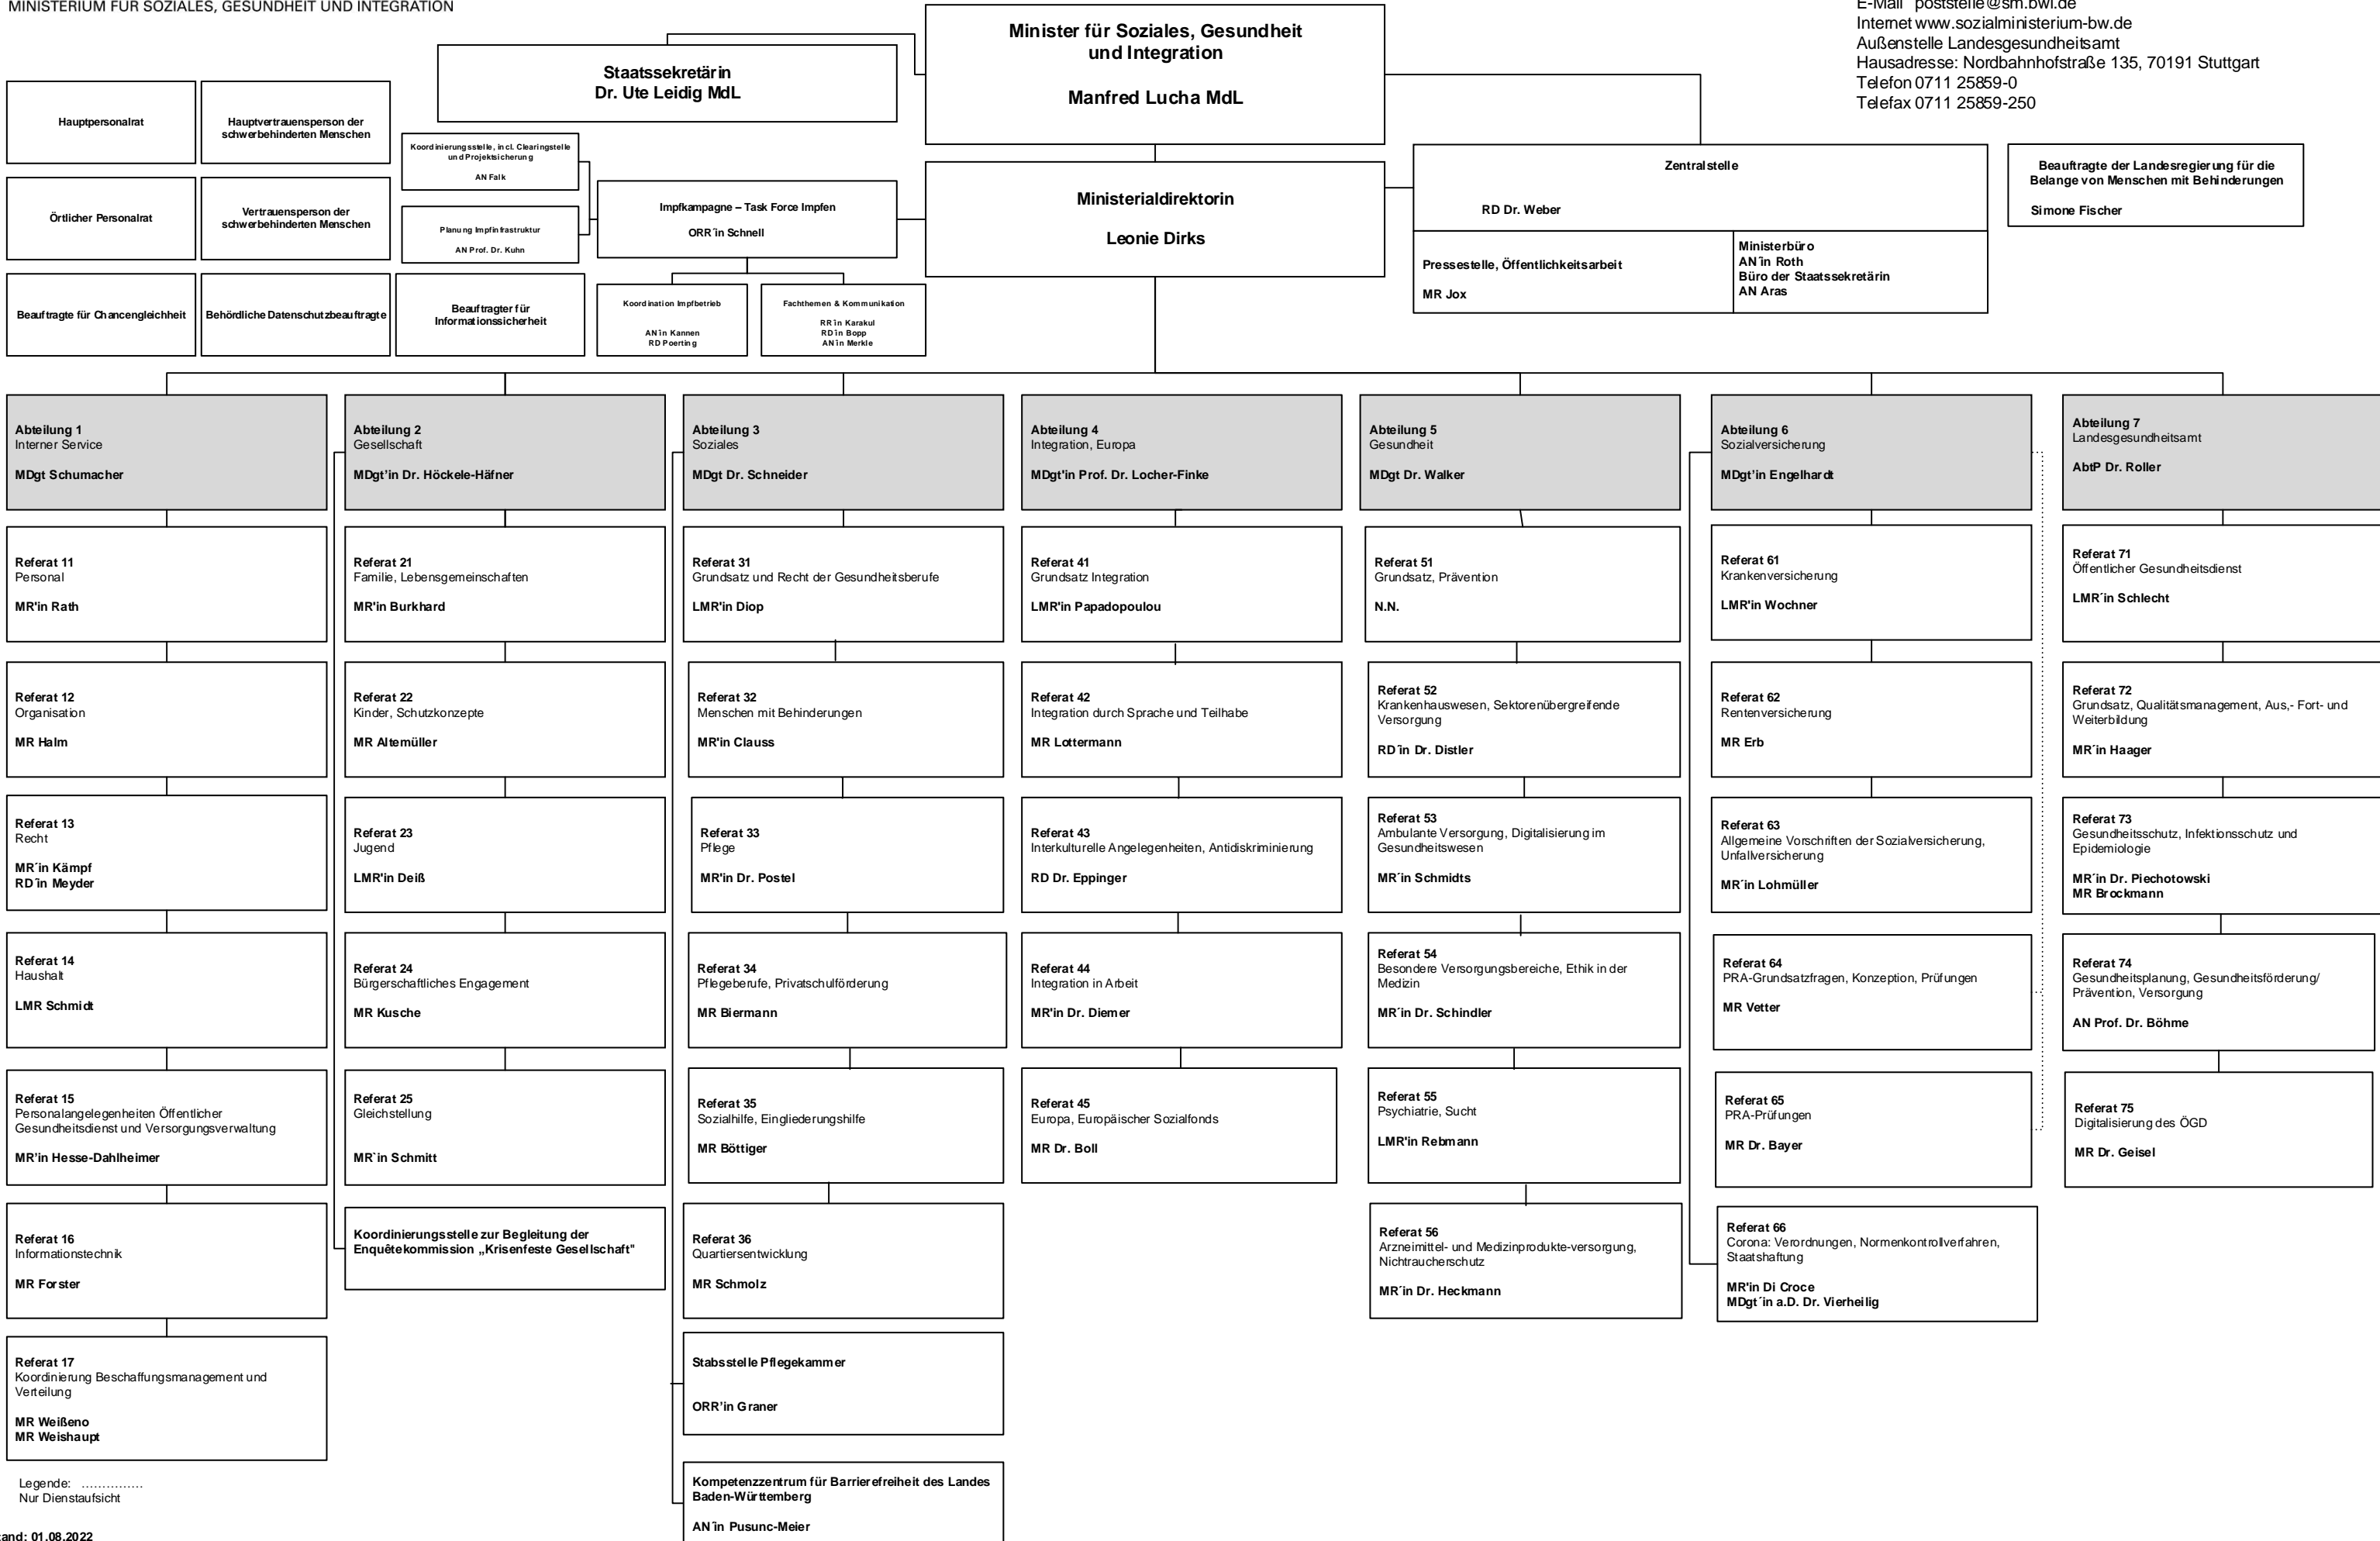 MINISTERIUM FÜR SOZIALES, GESUNDHEIT UND INTEGRATION
E-Mail poststelle@sm.bwl.de
Internet www.sozialministerium-bw.de
Außenstelle Landesgesundheitsamt
Hausadresse: Nordbahnhofstraße 135, 70191 Stuttgart
Telefon 0711 25859-0
Telefax 0711 25859-250
Minister für Soziales, Gesundheit
und Integration
Manfred Lucha MdL
Staatssekretärin
Dr. Ute Leidig MdL
Hauptpersonalrat
Hauptvertrauensperson der
schwerbehinderten Menschen
Örtlicher Personalrat
Vertrauensperson der
schwerbehinderten Menschen
Beauftragte für Chancengleichheit
Behördliche Datenschutzbeauftragte
Beauftragter für
Informationssicherheit
Koordinierungsstelle, incl. Clearingstelle
und Projektsicherung
AN Falk
Planung Impfinfrastruktur
AN Prof. Dr. Kuhn
Impfkampagne – Task Force Impfen
ORR´in Schnell
Koordination Impfbetrieb
AN´in Kannen
RD Poerting
Fachthemen & Kommunikation
RR´in Karakul
RD´in Bopp
AN´in Merkle
Ministerialdirektorin
Leonie Dirks
Zentralstelle
RD Dr. Weber
Pressestelle, Öffentlichkeitsarbeit
MR Jox
Ministerbüro
AN´in Roth
Büro der Staatssekretärin
AN Aras
Beauftragte der Landesregierung für die
Belange von Menschen mit Behinderungen
Simone Fischer
Abteilung 1
Interner Service
MDgt Schumacher
Referat 11
Personal
MR'in Rath
Referat 12
Organisation
MR Halm
Referat 13
Recht
MR´in Kämpf
RD´in Meyder
Referat 14
Haushalt
LMR Schmidt
Referat 15
Personalangelegenheiten Öffentlicher
Gesundheitsdienst und Versorgungsverwaltung
MR’in Hesse-Dahlheimer
Referat 16
Informationstechnik
MR Forster
Referat 17
Koordinierung Beschaffungsmanagement und
Verteilung
MR Weißeno
MR Weishaupt
Abteilung 2
Gesellschaft
MDgt’in Dr. Höckele-Häfner
Referat 21
Familie, Lebensgemeinschaften
MR'in Burkhard
Referat 22
Kinder, Schutzkonzepte
MR Altemüller
Referat 23
Jugend
LMR'in Deiß
Referat 24
Bürgerschaftliches Engagement
MR Kusche
Referat 25
Gleichstellung
MR`in Schmitt
Koordinierungsstelle zur Begleitung der
Enquêtekommission „Krisenfeste Gesellschaft"
Abteilung 3
Soziales
MDgt Dr. Schneider
Referat 31
Grundsatz und Recht der Gesundheitsberufe
LMR'in Diop
Referat 32
Menschen mit Behinderungen
MR'in Clauss
Referat 33
Pflege
MR'in Dr. Postel
Referat 34
Pflegeberufe, Privatschulförderung
MR Biermann
Referat 35
Sozialhilfe, Eingliederungshilfe
MR Böttiger
Referat 36
Quartiersentwicklung
MR Schmolz
Stabsstelle Pflegekammer
ORR’in Graner
Kompetenzzentrum für Barrierefreiheit des Landes
Baden-Württemberg
AN´in Pusunc-Meier
Abteilung 4
Integration, Europa
MDgt'in Prof. Dr. Locher-Finke
Referat 41
Grundsatz Integration
LMR'in Papadopoulou
Referat 42
Integration durch Sprache und Teilhabe
MR Lottermann
Referat 43
Interkulturelle Angelegenheiten, Antidiskriminierung
RD Dr. Eppinger
Referat 44
Integration in Arbeit
MR'in Dr. Diemer
Referat 45
Europa, Europäischer Sozialfonds
MR Dr. Boll
Abteilung 5
Gesundheit
MDgt Dr. Walker
Referat 51
Grundsatz, Prävention
N.N.
Referat 52
Krankenhauswesen, Sektorenübergreifende
Versorgung
RD´in Dr. Distler
Referat 53
Ambulante Versorgung, Digitalisierung im
Gesundheitswesen
MR´in Schmidts
Referat 54
Besondere Versorgungsbereiche, Ethik in der
Medizin
MR´in Dr. Schindler
Referat 55
Psychiatrie, Sucht
LMR'in Rebmann
Referat 56
Arzneimittel- und Medizinprodukte-versorgung,
Nichtraucherschutz
MR´in Dr. Heckmann
Abteilung 6
Sozialversicherung
MDgt’in Engelhardt
Referat 61
Krankenversicherung
LMR'in Wochner
Referat 62
Rentenversicherung
MR Erb
Referat 63
Allgemeine Vorschriften der Sozialversicherung,
Unfallversicherung
MR´in Lohmüller
Referat 64
PRA-Grundsatzfragen, Konzeption, Prüfungen
MR Vetter
Referat 65
PRA-Prüfungen
MR Dr. Bayer
Referat 66
Corona: Verordnungen, Normenkontrollverfahren,
Staatshaftung
MR'in Di Croce
MDgt´in a.D. Dr. Vierheilig
Abteilung 7
Landesgesundheitsamt
AbtP Dr. Roller
Referat 71
Öffentlicher Gesundheitsdienst
LMR´in Schlecht
Referat 72
Grundsatz, Qualitätsmanagement, Aus,- Fort- und
Weiterbildung
MR´in Haager
Referat 73
Gesundheitsschutz, Infektionsschutz und
Epidemiologie
MR´in Dr. Piechotowski
MR Brockmann
Referat 74
Gesundheitsplanung, Gesundheitsförderung/
Prävention, Versorgung
AN Prof. Dr. Böhme
Referat 75
Digitalisierung des ÖGD
MR Dr. Geisel
Legende: ...............
Nur Dienstaufsicht
tand: 01.08.2022